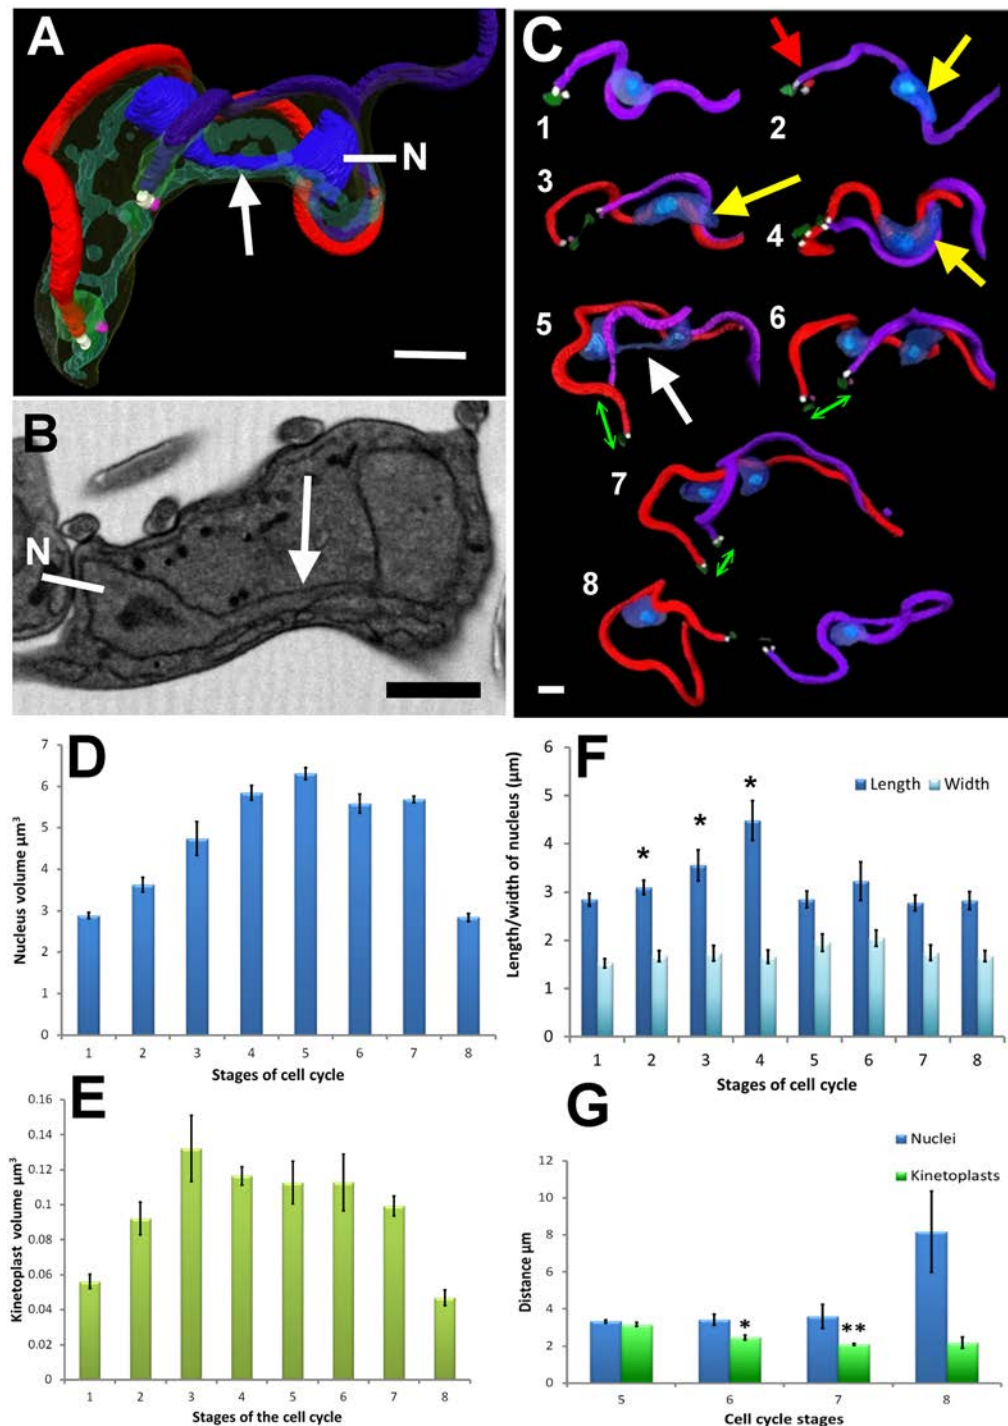 A
N
B
N
C
1
2
3
4
5
6
7
8
D
Nucleus volume µm³
7
6
5
4
3
2
1
0
1 2 3 4 5 6 7 8
Stages of cell cycle
E
Kinetoplast volume µm³
0.16
0.14
0.12
0.1
0.08
0.06
0.04
0.02
0
1 2 3 4 5 6 7 8
Stages of the cell cycle
F
Length/width of nucleus (µm)
6
5
4
3
2
1
0
Length Width
*
*
*
1 2 3 4 5 6 7 8
Stages of cell cycle
G
Nuclei
Kinetoplasts
Distance µm
12
10
8
6
4
2
0
*
**
5 6 7 8
Cell cycle stages